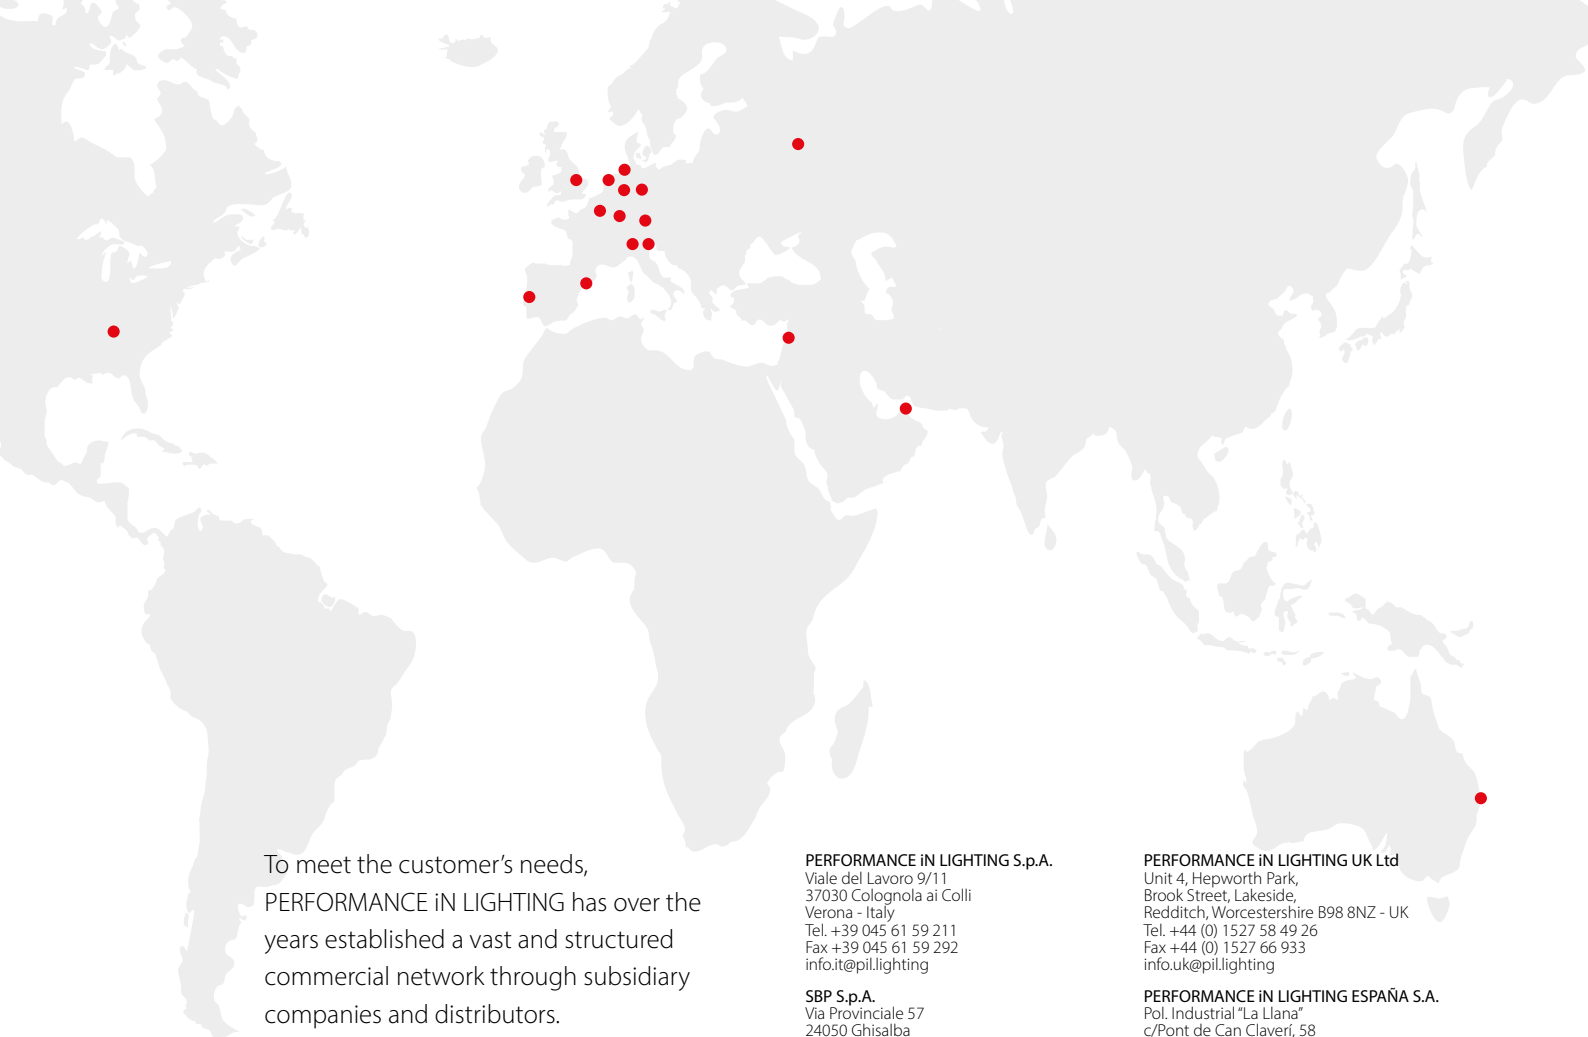 To meet the customer’s needs,
PERFORMANCE iN LIGHTING has over the
years established a vast and structured
commercial network through subsidiary
companies and distributors.
PERFORMANCE iN LIGHTING S.p.A.
Viale del Lavoro 9/11
37030 Colognola ai Colli
Verona - Italy
Tel. +39 045 61 59 211
Fax +39 045 61 59 292
info.it@pil.lighting
SBP S.p.A.
Via Provinciale 57
24050 Ghisalba
PERFORMANCE iN LIGHTING UK Ltd
Unit 4, Hepworth Park,
Brook Street, Lakeside,
Redditch, Worcestershire B98 8NZ - UK
Tel. +44 (0) 1527 58 49 26
Fax +44 (0) 1527 66 933
info.uk@pil.lighting
PERFORMANCE iN LIGHTING ESPAÑA S.A.
Pol. Industrial “La Llana”
c/Pont de Can Claverí, 58